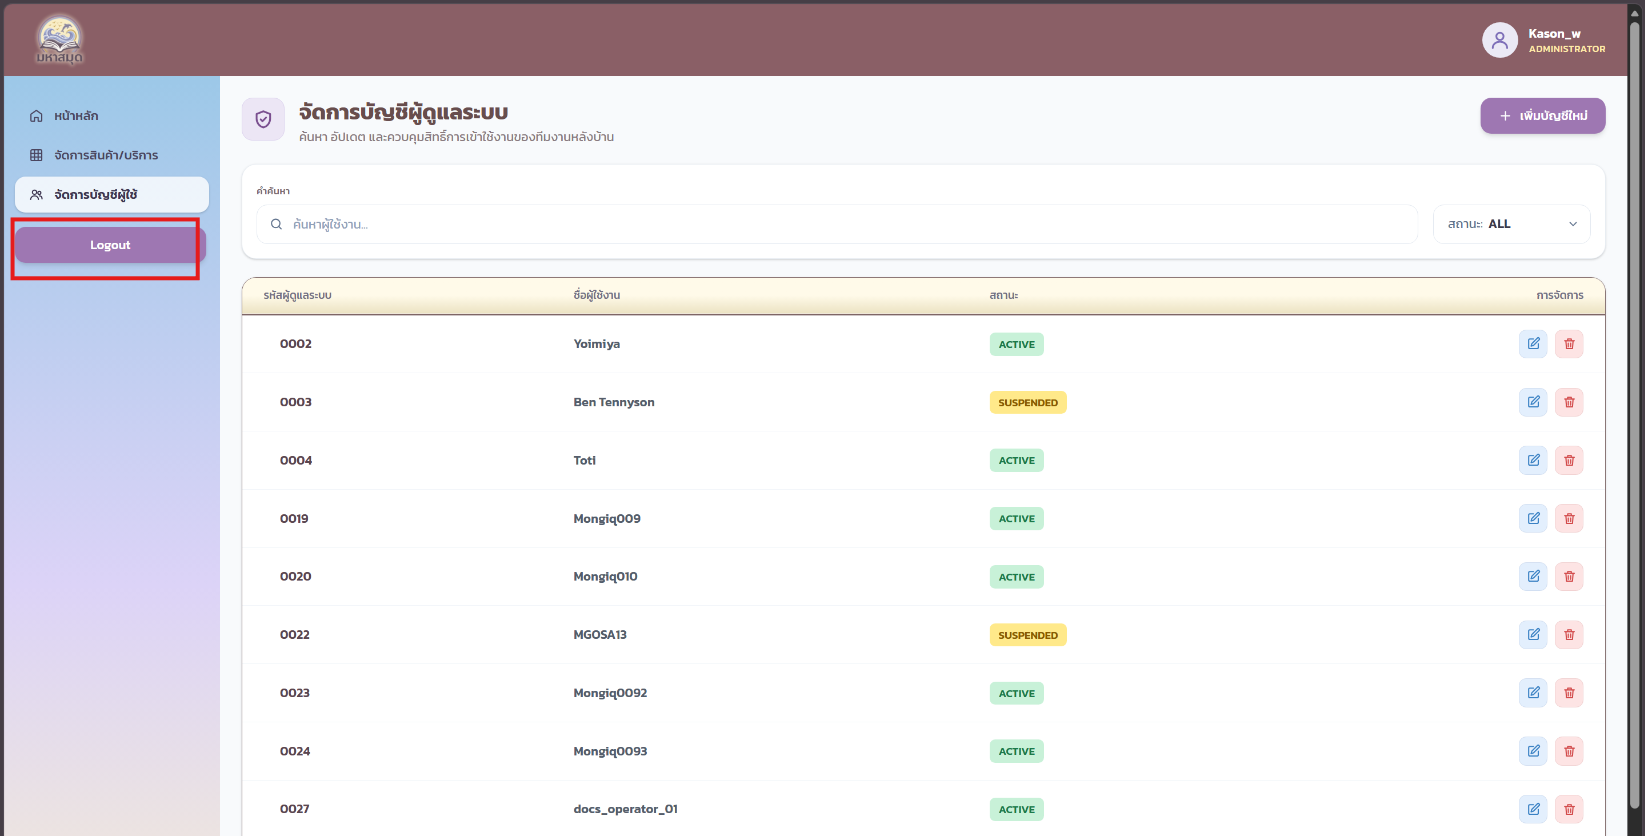 มหาสมุด
Kason_w
ADMINISTRATOR
หน้าหลัก
จัดการสินค้า/บริการ
จัดการบัญชีผู้ใช้
Logout
จัดการบัญชีผู้ดูแลระบบ
ค้นหา อัปเดต และควบคุมสิทธิ์การเข้าใช้งานของทีมงานหลังบ้าน
+ เพิ่มบัญชีใหม่
คำค้นหา
ค้นหาผู้ใช้งาน...
สถานะ: ALL
รหัสผู้ดูแลระบบ ชื่อผู้ใช้งาน สถานะ การจัดการ
0002 Yoimiya ACTIVE
0003 Ben Tennyson SUSPENDED
0004 Toti ACTIVE
0019 Mongiq009 ACTIVE
0020 Mongiq010 ACTIVE
0022 MGOSA13 SUSPENDED
0023 Mongiq0092 ACTIVE
0024 Mongiq0093 ACTIVE
0027 docs_operator_01 ACTIVE